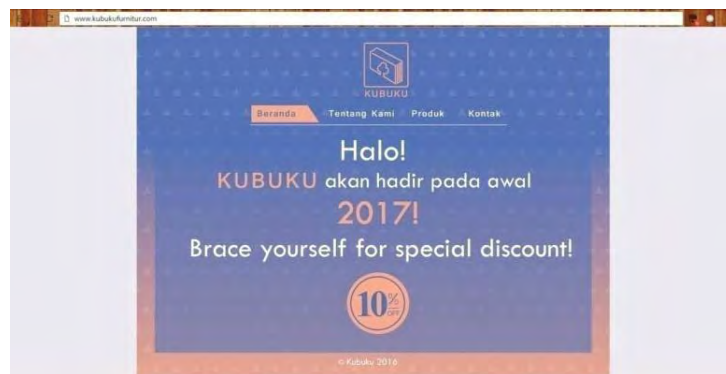 www.kubukufurnitur.com
KUBUKU
Beranda Tentang Kami Produk Kontak
Halo!
KUBUKU akan hadir pada awal
2017!
Brace yourself for special discount!
10% OFF
© Kubuku 2016